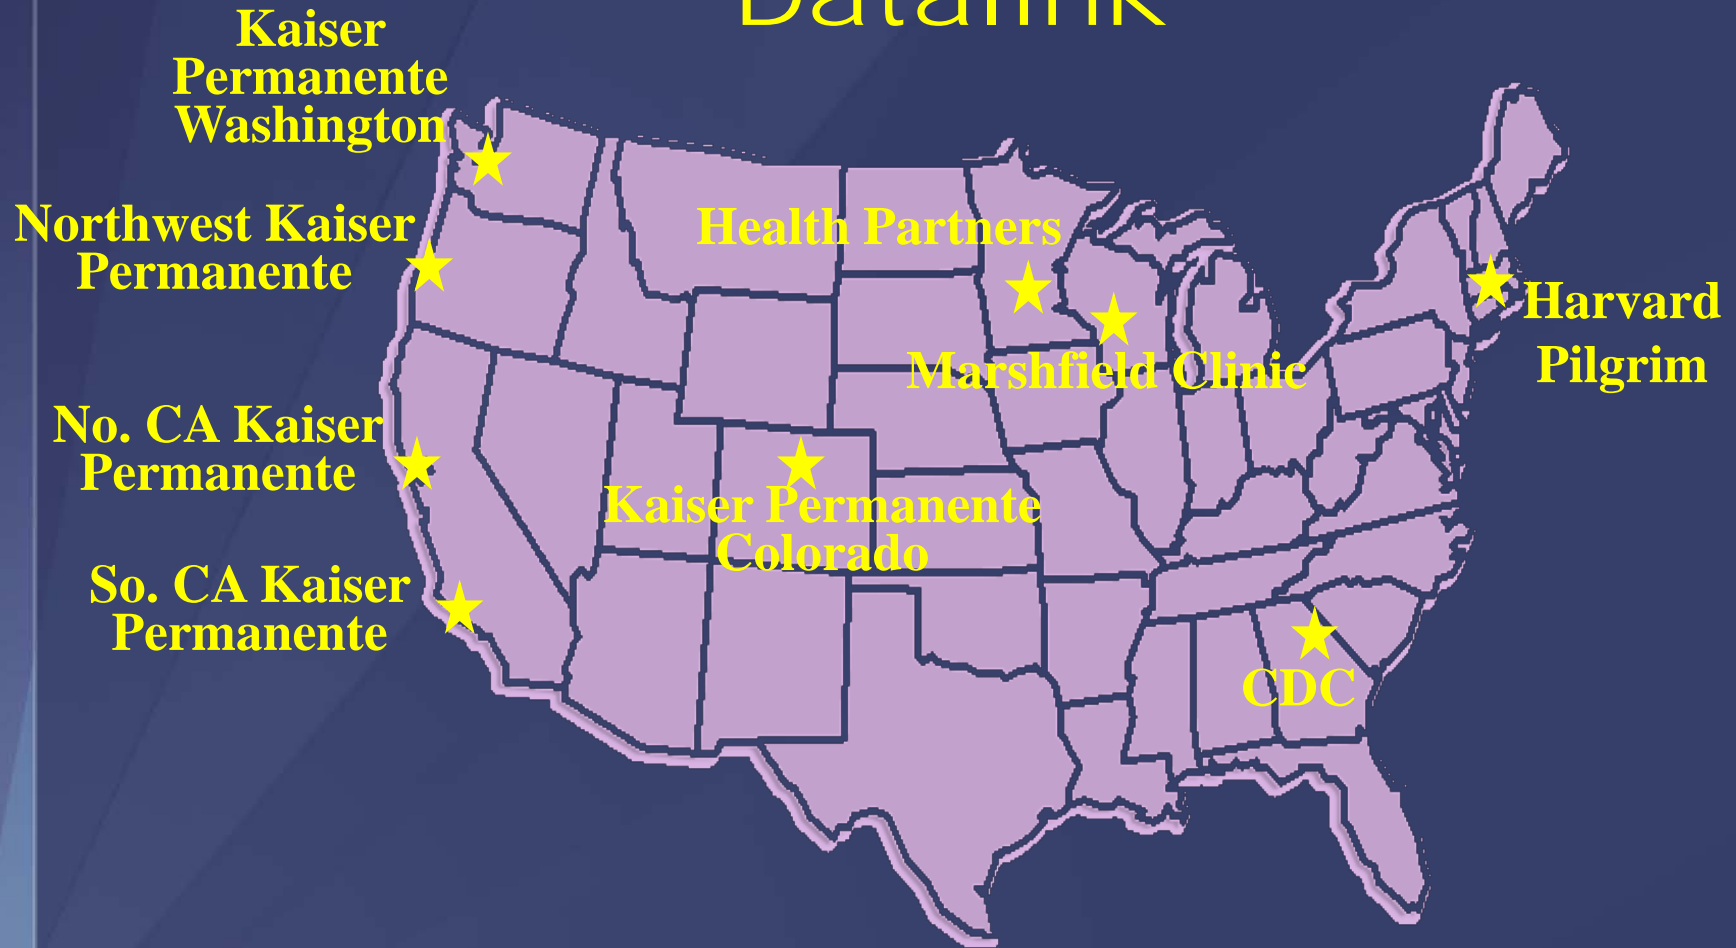 Datalink
Kaiser
Permanente
Washington
Northwest Kaiser
Permanente
Health Partners
Harvard
Pilgrim
Marshfield Clinic
No. CA Kaiser
Permanente
Kaiser Permanente
Colorado
So. CA Kaiser
Permanente
CDC